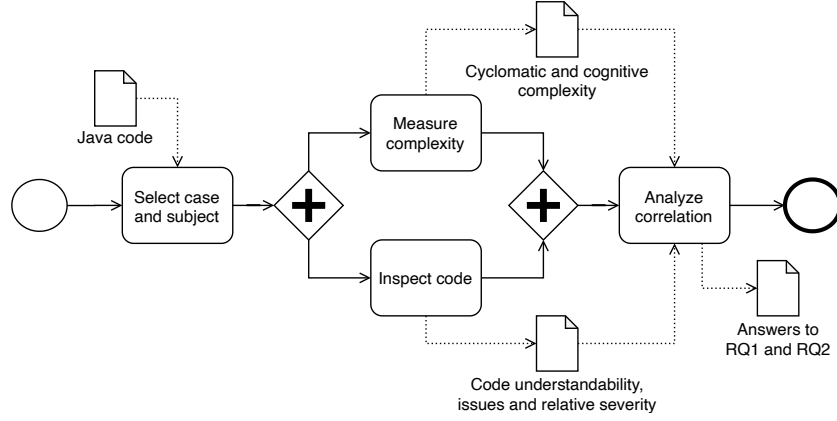 Java code
Select case
and subject
Measure
complexity
Cyclomatic and cognitive
complexity
Inspect code
Code understandability,
issues and relative severity
Analyze
correlation
Answers to
RQ1 and RQ2